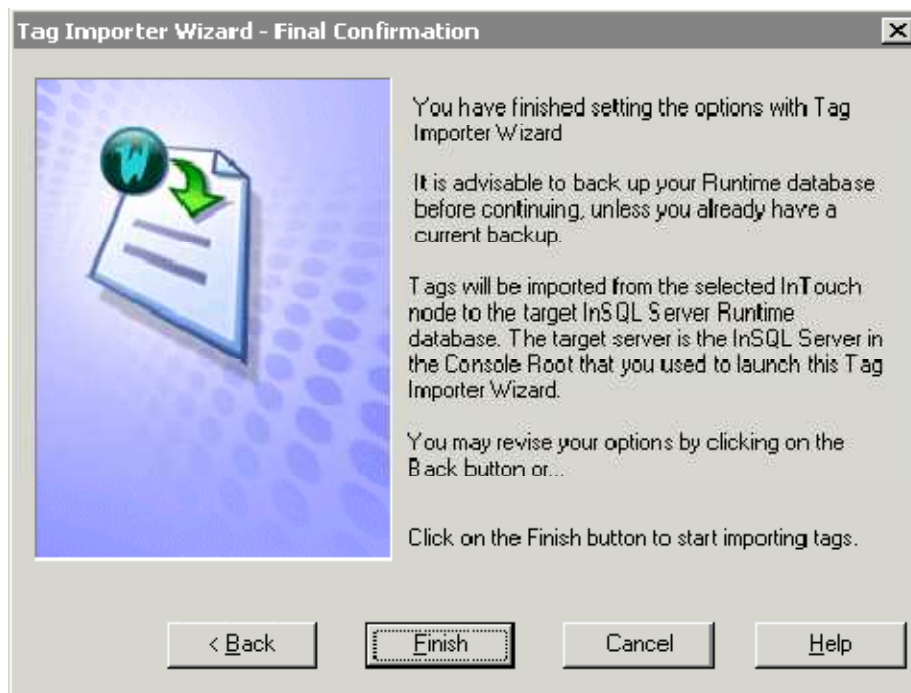 Tag Importer Wizard - Final Confirmation
You have finished setting the options with Tag
Importer Wizard
It is advisable to back up your Runtime database
before continuing, unless you already have a
current backup.
Tags will be imported from the selected InTouch
node to the target InSQL Server Runtime
database. The target server is the InSQL Server in
the Console Root that you used to launch this Tag
Importer Wizard.
You may revise your options by clicking on the
Back button or...
Click on the Finish button to start importing tags.
< Back
Finish
Cancel
Help